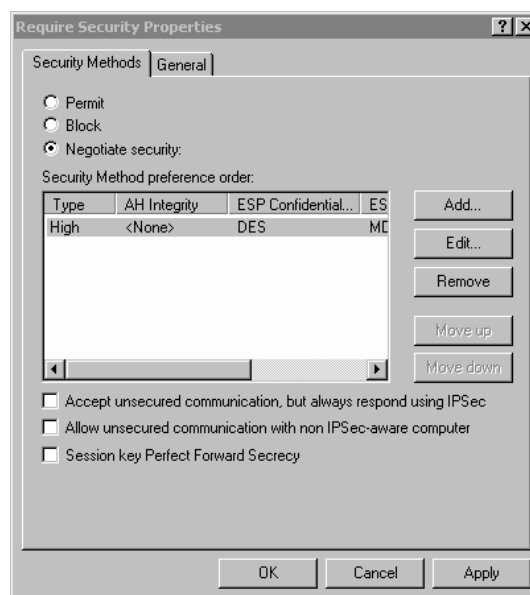 Require Security Properties
Security Methods
General
Permit
Block
Negotiate security:
Security Method preference order:
Type AH Integrity ESP Confidential... ES
High <None> DES MD
Add...
Edit...
Remove
Move up
Move down
Accept unsecured communication, but always respond using IPSec
Allow unsecured communication with non IPSec-aware computer
Session key Perfect Forward Secrecy
OK Cancel Apply